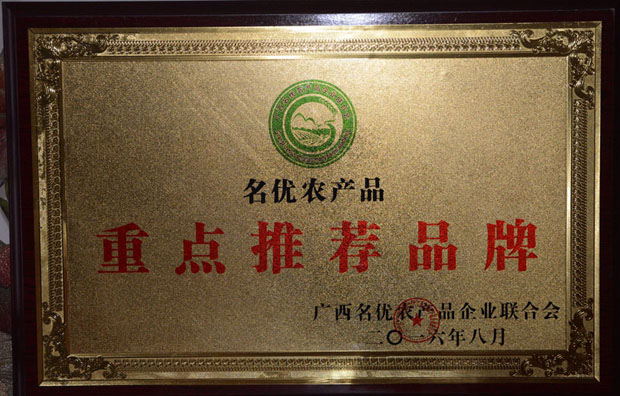 名优农产品
重点推荐品牌
广西名优农产品企业联合会
二〇一六年八月